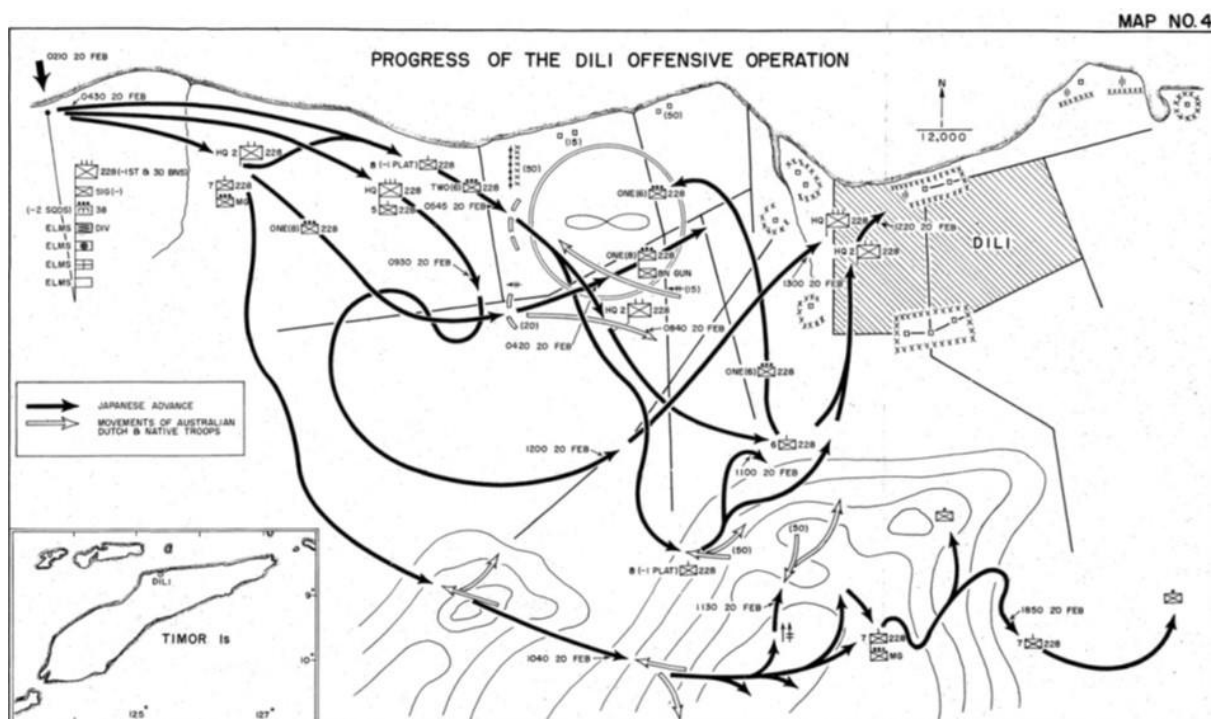 MAP NO. 4
PROGRESS OF THE DILI OFFENSIVE OPERATION
0210 20 FEB
0430 20 FEB
N
12,000
(50)
(15)
HQ 2 228
8 (-1 PLAT) 228
(50)
228 (-1ST & 3D BNS)
SIG (-)
(-2 SQDS) 38
ELMS DIV
ELMS
ELMS
ELMS
7 228
MG
HQ 228
5 228
TWO(6) 228
0545 20 FEB
ONE(6) 228
ONE(8) 228
HQ 228
1220 20 FEB
HQ 2 228
DILI
ONE(8) 228
BN GUN
0930 20 FEB
1300 20 FEB
(15)
HQ 2 228
(20)
0420 20 FEB
0840 20 FEB
ONE(6) 228
JAPANESE ADVANCE
MOVEMENTS OF AUSTRALIAN
DUTCH & NATIVE TROOPS
6 228
1200 20 FEB
1100 20 FEB
(50)
(50)
8 (-1 PLAT) 228
1130 20 FEB
1850 20 FEB
7 228
MG
7 228
1040 20 FEB
DILI
9°
TIMOR Is
10°
125°
127°